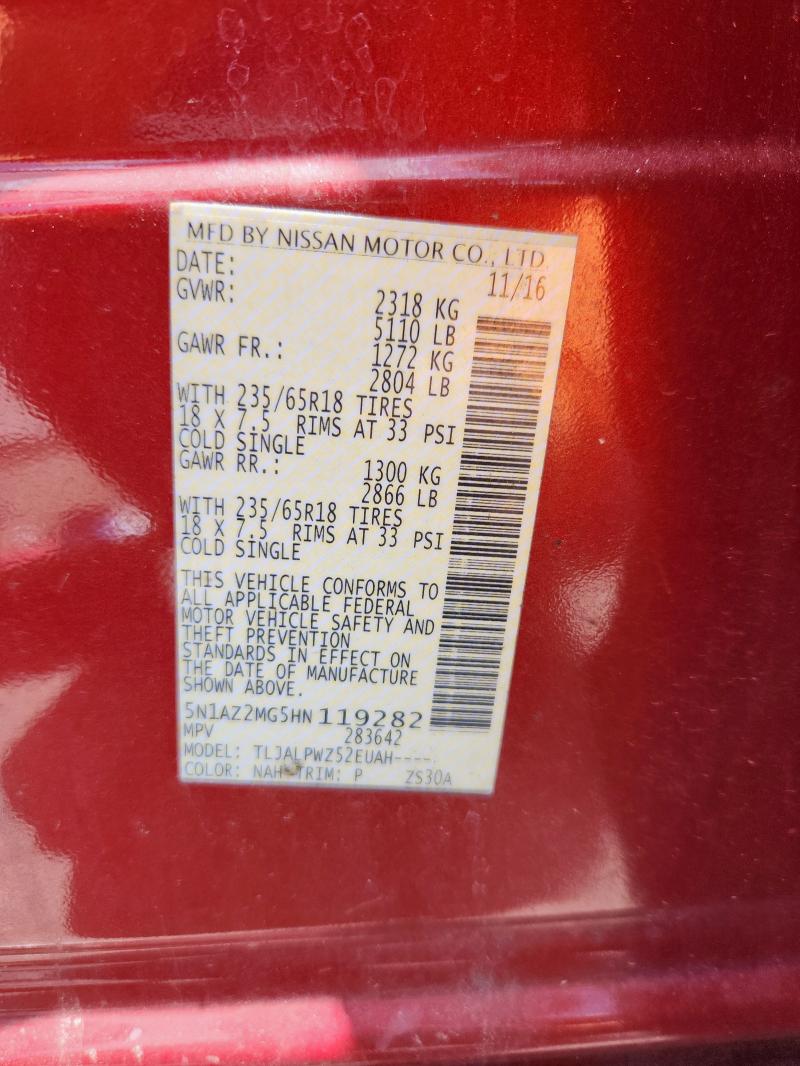 MFD BY NISSAN MOTOR CO., LTD.
DATE: 11/16
GVWR: 2318 KG
5110 LB
GAWR FR.: 1272 KG
2804 LB
WITH 235/65R18 TIRES
18 X 7.5 RIMS AT 33 PSI
COLD SINGLE
GAWR RR.: 1300 KG
2866 LB
WITH 235/65R18 TIRES
18 X 7.5 RIMS AT 33 PSI
COLD SINGLE
THIS VEHICLE CONFORMS TO
ALL APPLICABLE FEDERAL
MOTOR VEHICLE SAFETY AND
THEFT PREVENTION
STANDARDS IN EFFECT ON
THE DATE OF MANUFACTURE
SHOWN ABOVE.
5N1AZ2MG5HN119282
MPV 283642
MODEL: TLJALPWZ52EUAH----
COLOR: NAH TRIM: P ZS30A